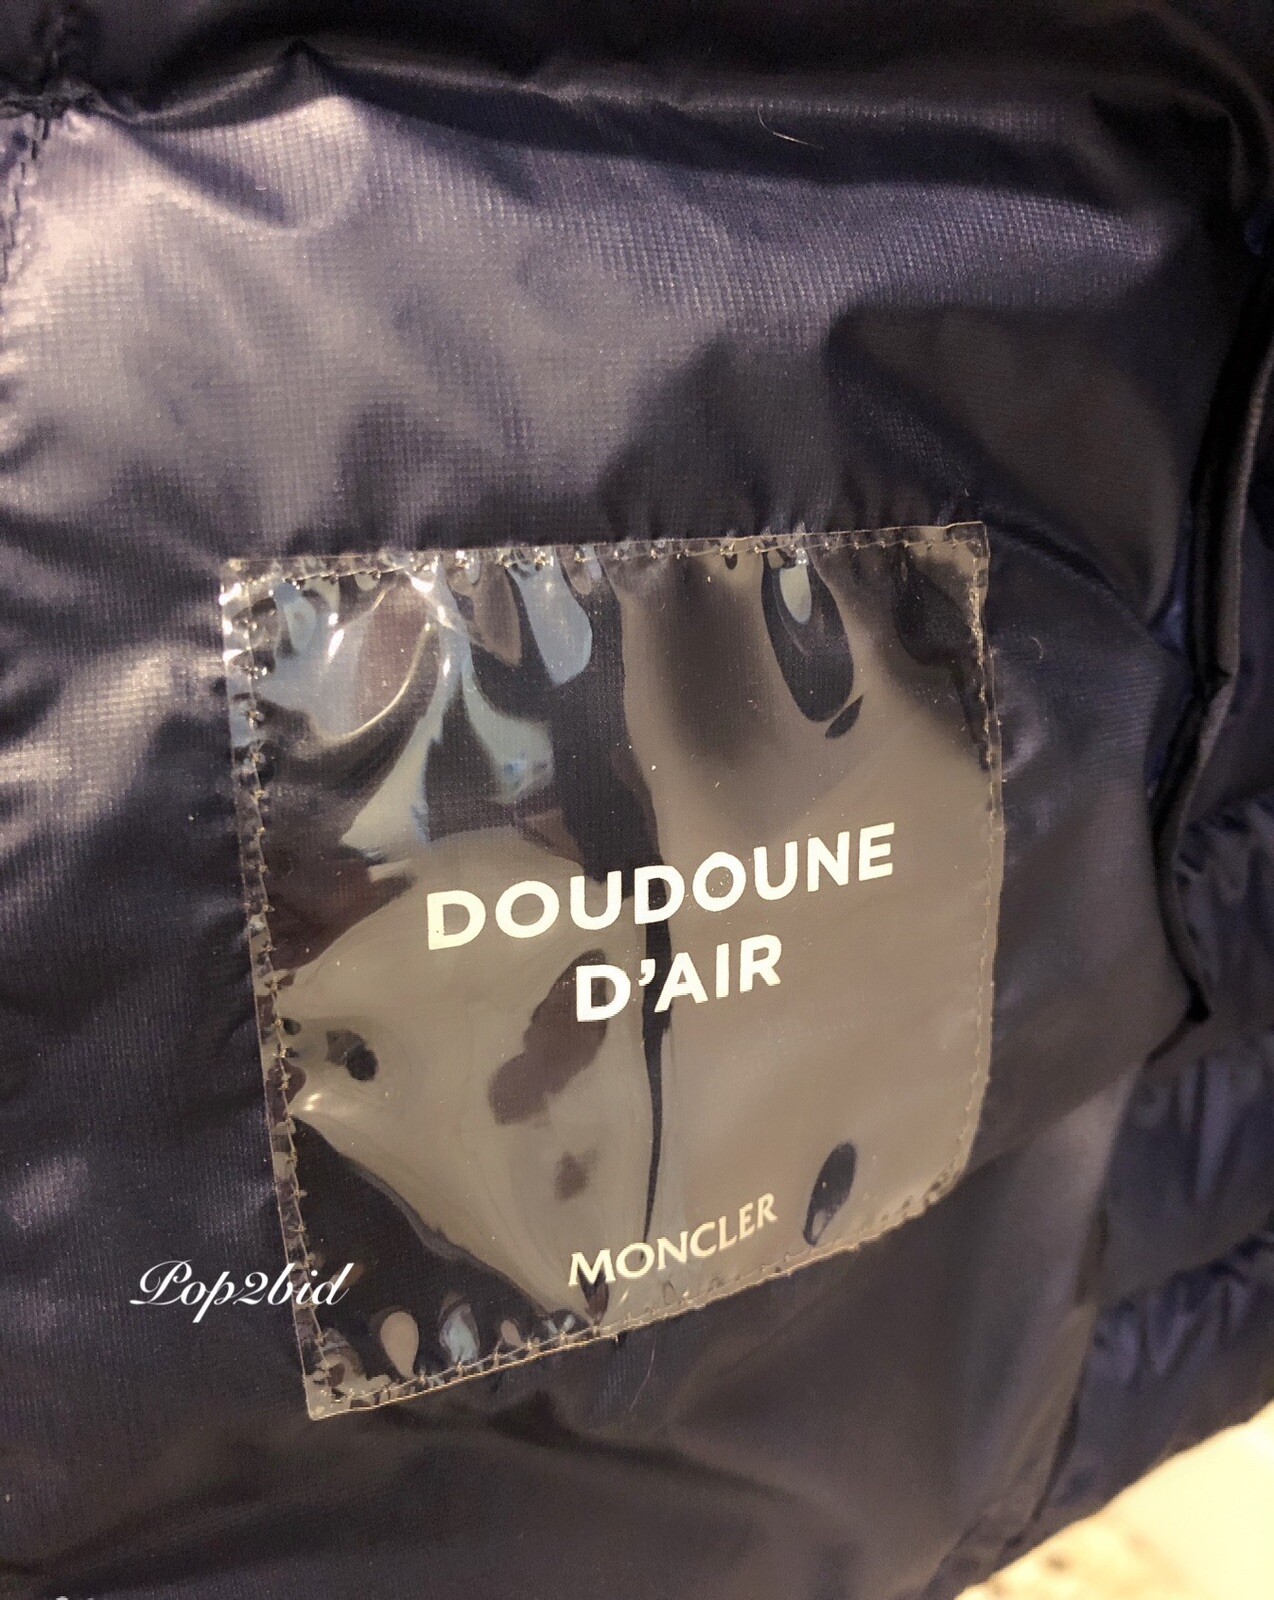 DOUDOUNE
D'AIR
MONCLER
Pop2bid